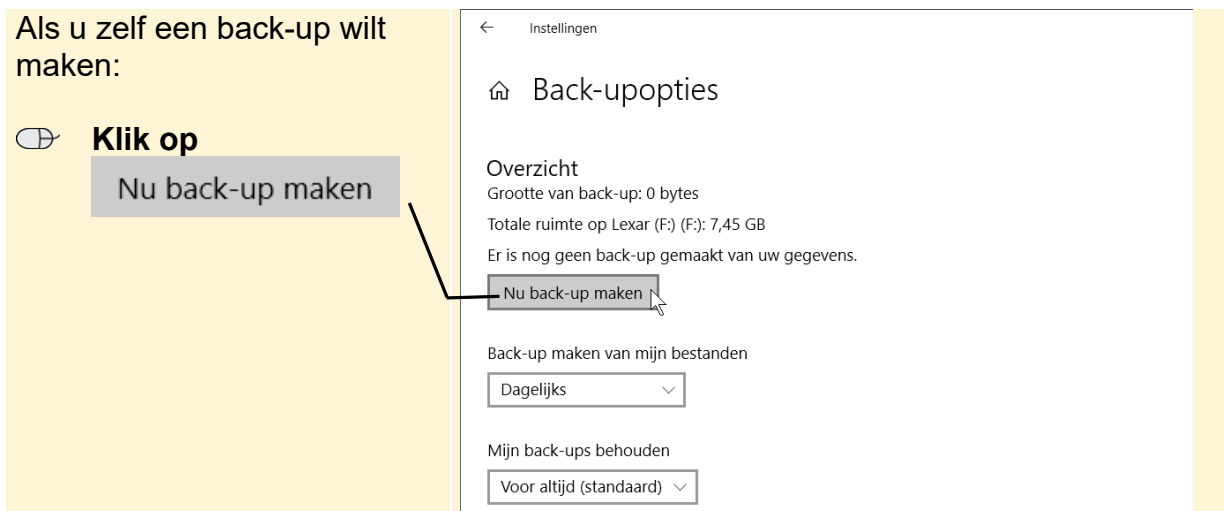 Als u zelf een back-up wilt
maken:
Klik op
Nu back-up maken
Instellingen
Back-upopties
Overzicht
Grootte van back-up: 0 bytes
Totale ruimte op Lexar (F:) (F:): 7,45 GB
Er is nog geen back-up gemaakt van uw gegevens.
Nu back-up maken
Back-up maken van mijn bestanden
Dagelijks
Mijn back-ups behouden
Voor altijd (standaard)